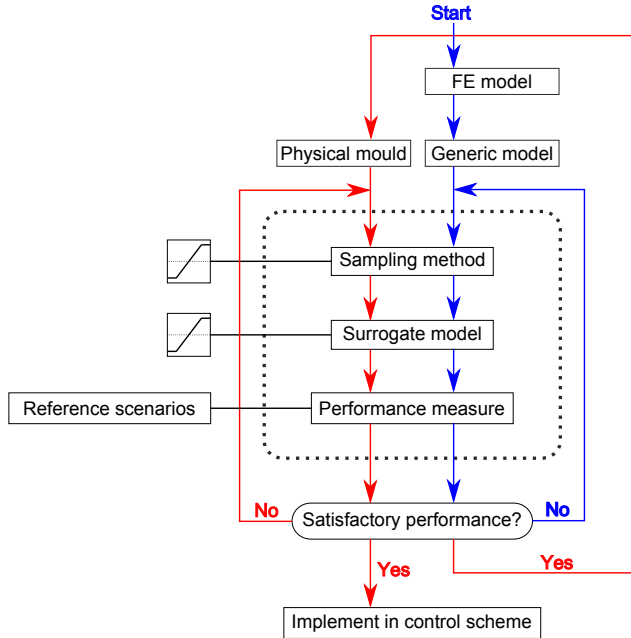 Start
FE model
Physical mould
Generic model
Sampling method
Surrogate model
Reference scenarios
Performance measure
No
Satisfactory performance?
No
Yes
Yes
Implement in control scheme